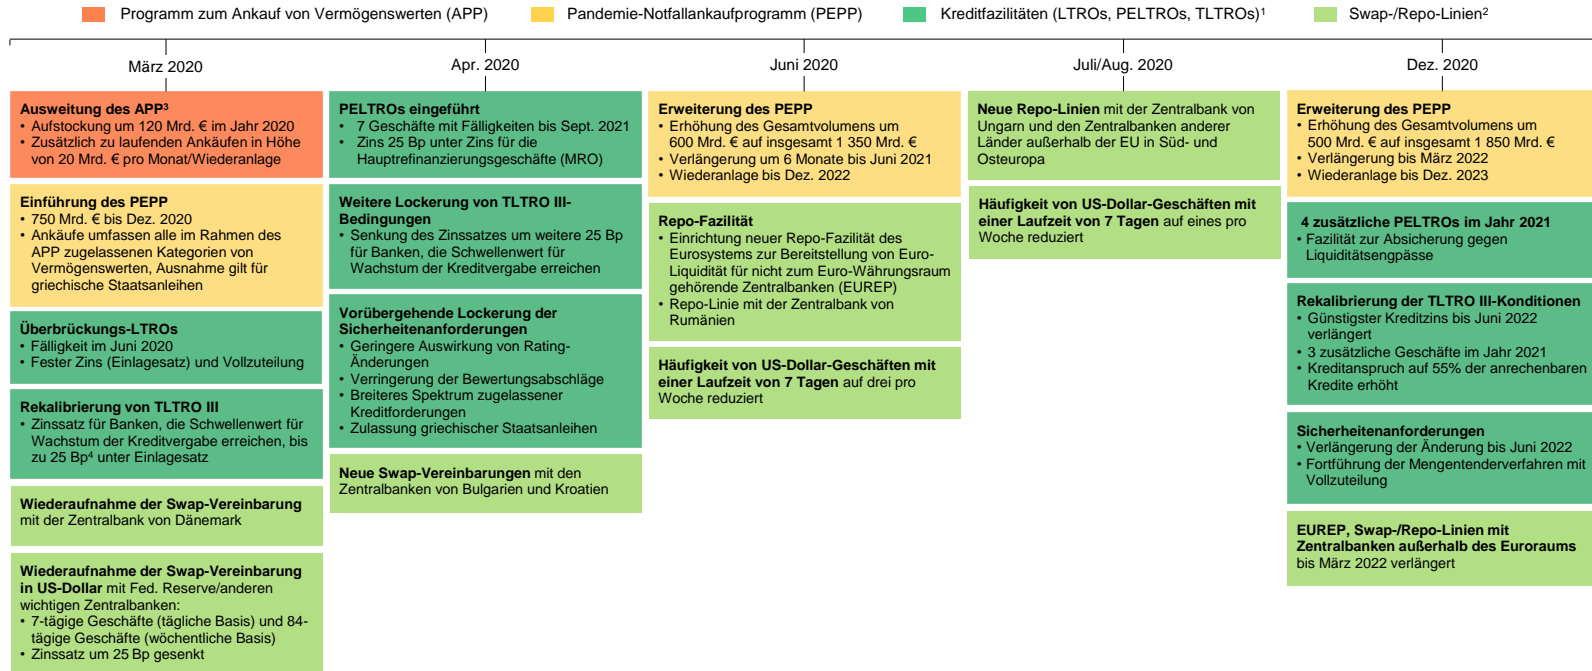 Programm zum Ankauf von Vermögenswerten (APP)
Pandemie-Notfallankaufprogramm (PEPP)
Kreditfazilitäten (LTROs, PELTROs, TLTROs)¹
Swap-/Repo-Linien²
März 2020
Apr. 2020
Juni 2020
Juli/Aug. 2020
Dez. 2020
Ausweitung des APP³
• Aufstockung um 120 Mrd. € im Jahr 2020
• Zusätzlich zu laufenden Ankäufen in Höhe
von 20 Mrd. € pro Monat/Wiederanlage
Einführung des PEPP
• 750 Mrd. € bis Dez. 2020
• Ankäufe umfassen alle im Rahmen des
APP zugelassenen Kategorien von
Vermögenswerten, Ausnahme gilt für
griechische Staatsanleihen
Überbrückungs-LTROs
• Fälligkeit im Juni 2020
• Fester Zins (Einlagesatz) und Vollzuteilung
Rekalibrierung von TLTRO III
• Zinssatz für Banken, die Schwellenwert für
Wachstum der Kreditvergabe erreichen, bis
zu 25 Bp⁴ unter Einlagesatz
Wiederaufnahme der Swap-Vereinbarung
mit der Zentralbank von Dänemark
Wiederaufnahme der Swap-Vereinbarung
in US-Dollar mit Fed. Reserve/anderen
wichtigen Zentralbanken:
• 7-tägige Geschäfte (tägliche Basis) und 84-
tägige Geschäfte (wöchentliche Basis)
• Zinssatz um 25 Bp gesenkt
PELTROs eingeführt
• 7 Geschäfte mit Fälligkeiten bis Sept. 2021
• Zins 25 Bp unter Zins für die
Hauptrefinanzierungsgeschäfte (MRO)
Weitere Lockerung von TLTRO III-
Bedingungen
• Senkung des Zinssatzes um weitere 25 Bp
für Banken, die Schwellenwert für
Wachstum der Kreditvergabe erreichen
Vorübergehende Lockerung der
Sicherheitenanforderungen
• Geringere Auswirkung von Rating-
Änderungen
• Verringerung der Bewertungsabschläge
• Breiteres Spektrum zugelassener
Kreditforderungen
• Zulassung griechischer Staatsanleihen
Neue Swap-Vereinbarungen mit den
Zentralbanken von Bulgarien und Kroatien
Erweiterung des PEPP
• Erhöhung des Gesamtvolumens um
600 Mrd. € auf insgesamt 1 350 Mrd. €
• Verlängerung um 6 Monate bis Juni 2021
• Wiederanlage bis Dez. 2022
Repo-Fazilität
• Einrichtung neuer Repo-Fazilität des
Eurosystems zur Bereitstellung von Euro-
Liquidität für nicht zum Euro-Währungsraum
gehörende Zentralbanken (EUREP)
• Repo-Linie mit der Zentralbank von
Rumänien
Häufigkeit von US-Dollar-Geschäften mit
einer Laufzeit von 7 Tagen auf drei pro
Woche reduziert
Neue Repo-Linien mit der Zentralbank von
Ungarn und den Zentralbanken anderer
Länder außerhalb der EU in Süd- und
Osteuropa
Häufigkeit von US-Dollar-Geschäften mit
einer Laufzeit von 7 Tagen auf eines pro
Woche reduziert
Erweiterung des PEPP
• Erhöhung des Gesamtvolumens um
500 Mrd. € auf insgesamt 1 850 Mrd. €
• Verlängerung bis März 2022
• Wiederanlage bis Dez. 2023
4 zusätzliche PELTROs im Jahr 2021
• Fazilität zur Absicherung gegen
Liquiditätsengpässe
Rekalibrierung der TLTRO III-Konditionen
• Günstigster Kreditzins bis Juni 2022
verlängert
• 3 zusätzliche Geschäfte im Jahr 2021
• Kreditanspruch auf 55% der anrechenbaren
Kredite erhöht
Sicherheitenanforderungen
• Verlängerung der Änderung bis Juni 2022
• Fortführung der Mengentenderverfahren mit
Vollzuteilung
EUREP, Swap-/Repo-Linien mit
Zentralbanken außerhalb des Euroraums
bis März 2022 verlängert